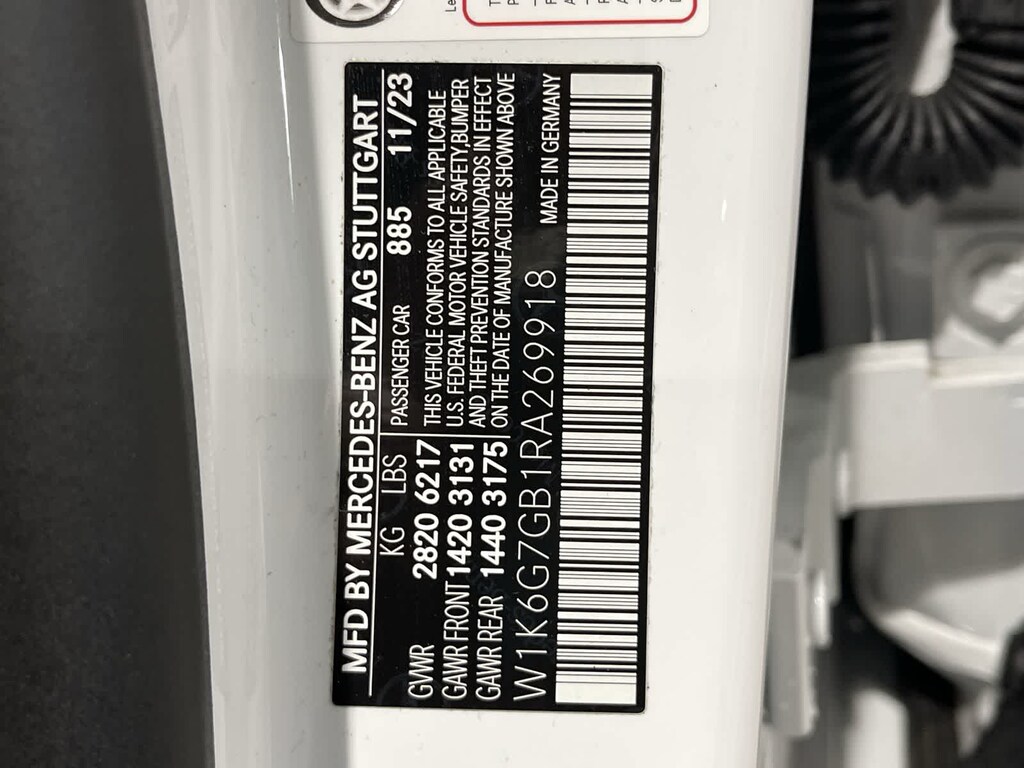 MFD BY MERCEDES-BENZ AG STUTTGART
KG LBS PASSENGER CAR 885 11/23
GVWR 2820 6217
GAWR FRONT 1420 3131
GAWR REAR 1440 3175
THIS VEHICLE CONFORMS TO ALL APPLICABLE
U.S. FEDERAL MOTOR VEHICLE SAFETY,BUMPER
AND THEFT PREVENTION STANDARDS IN EFFECT
ON THE DATE OF MANUFACTURE SHOWN ABOVE
W1K6G7GB1RA269918 MADE IN GERMANY